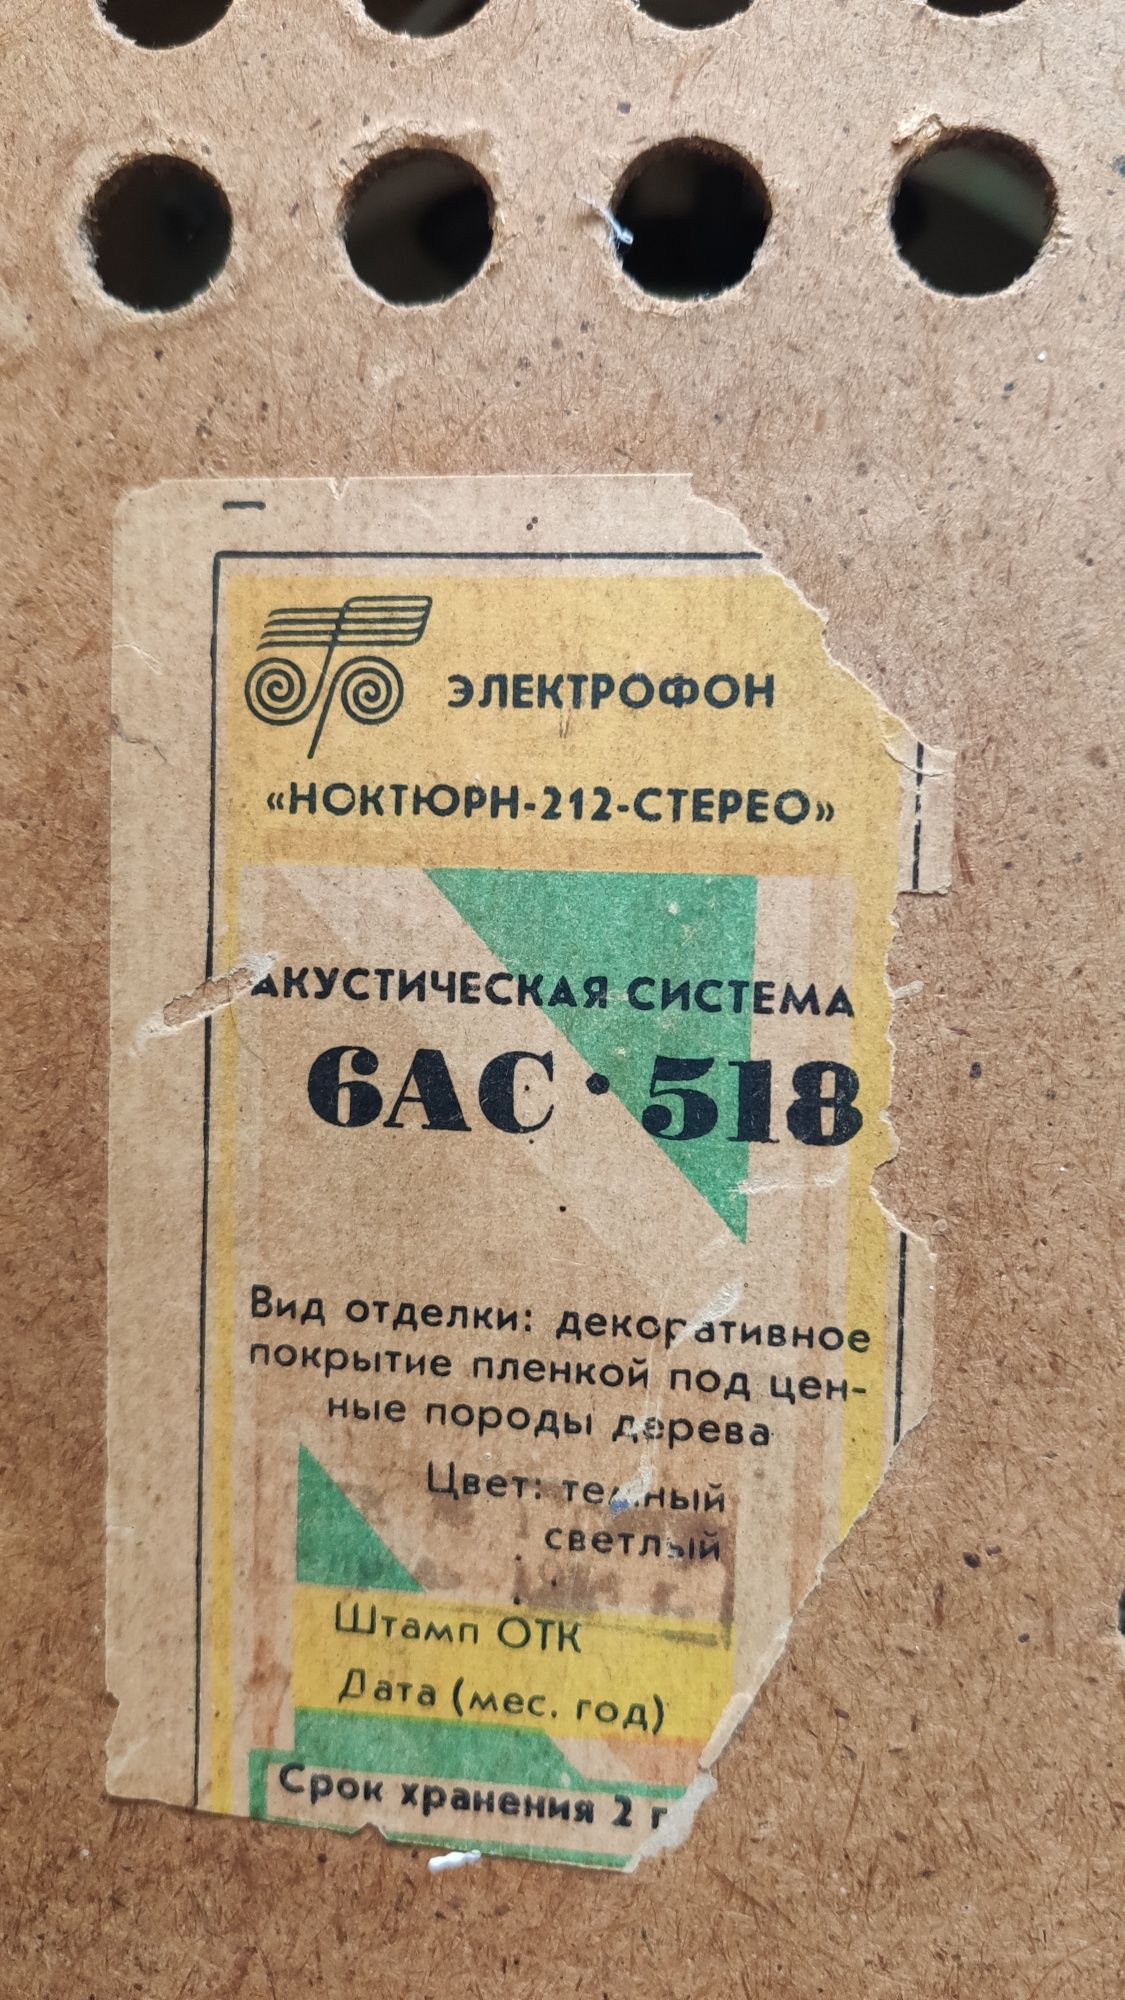 ЭЛЕКТРОФОН
«НОКТЮРН-212-СТЕРЕО»
АКУСТИЧЕСКАЯ СИСТЕМА
6АС·518
Вид отделки: декоративное
покрытие пленкой под цен-
ные породы дерева
Цвет: темный
светлый
Штамп ОТК
Дата (мес. год)
Срок хранения 2 г